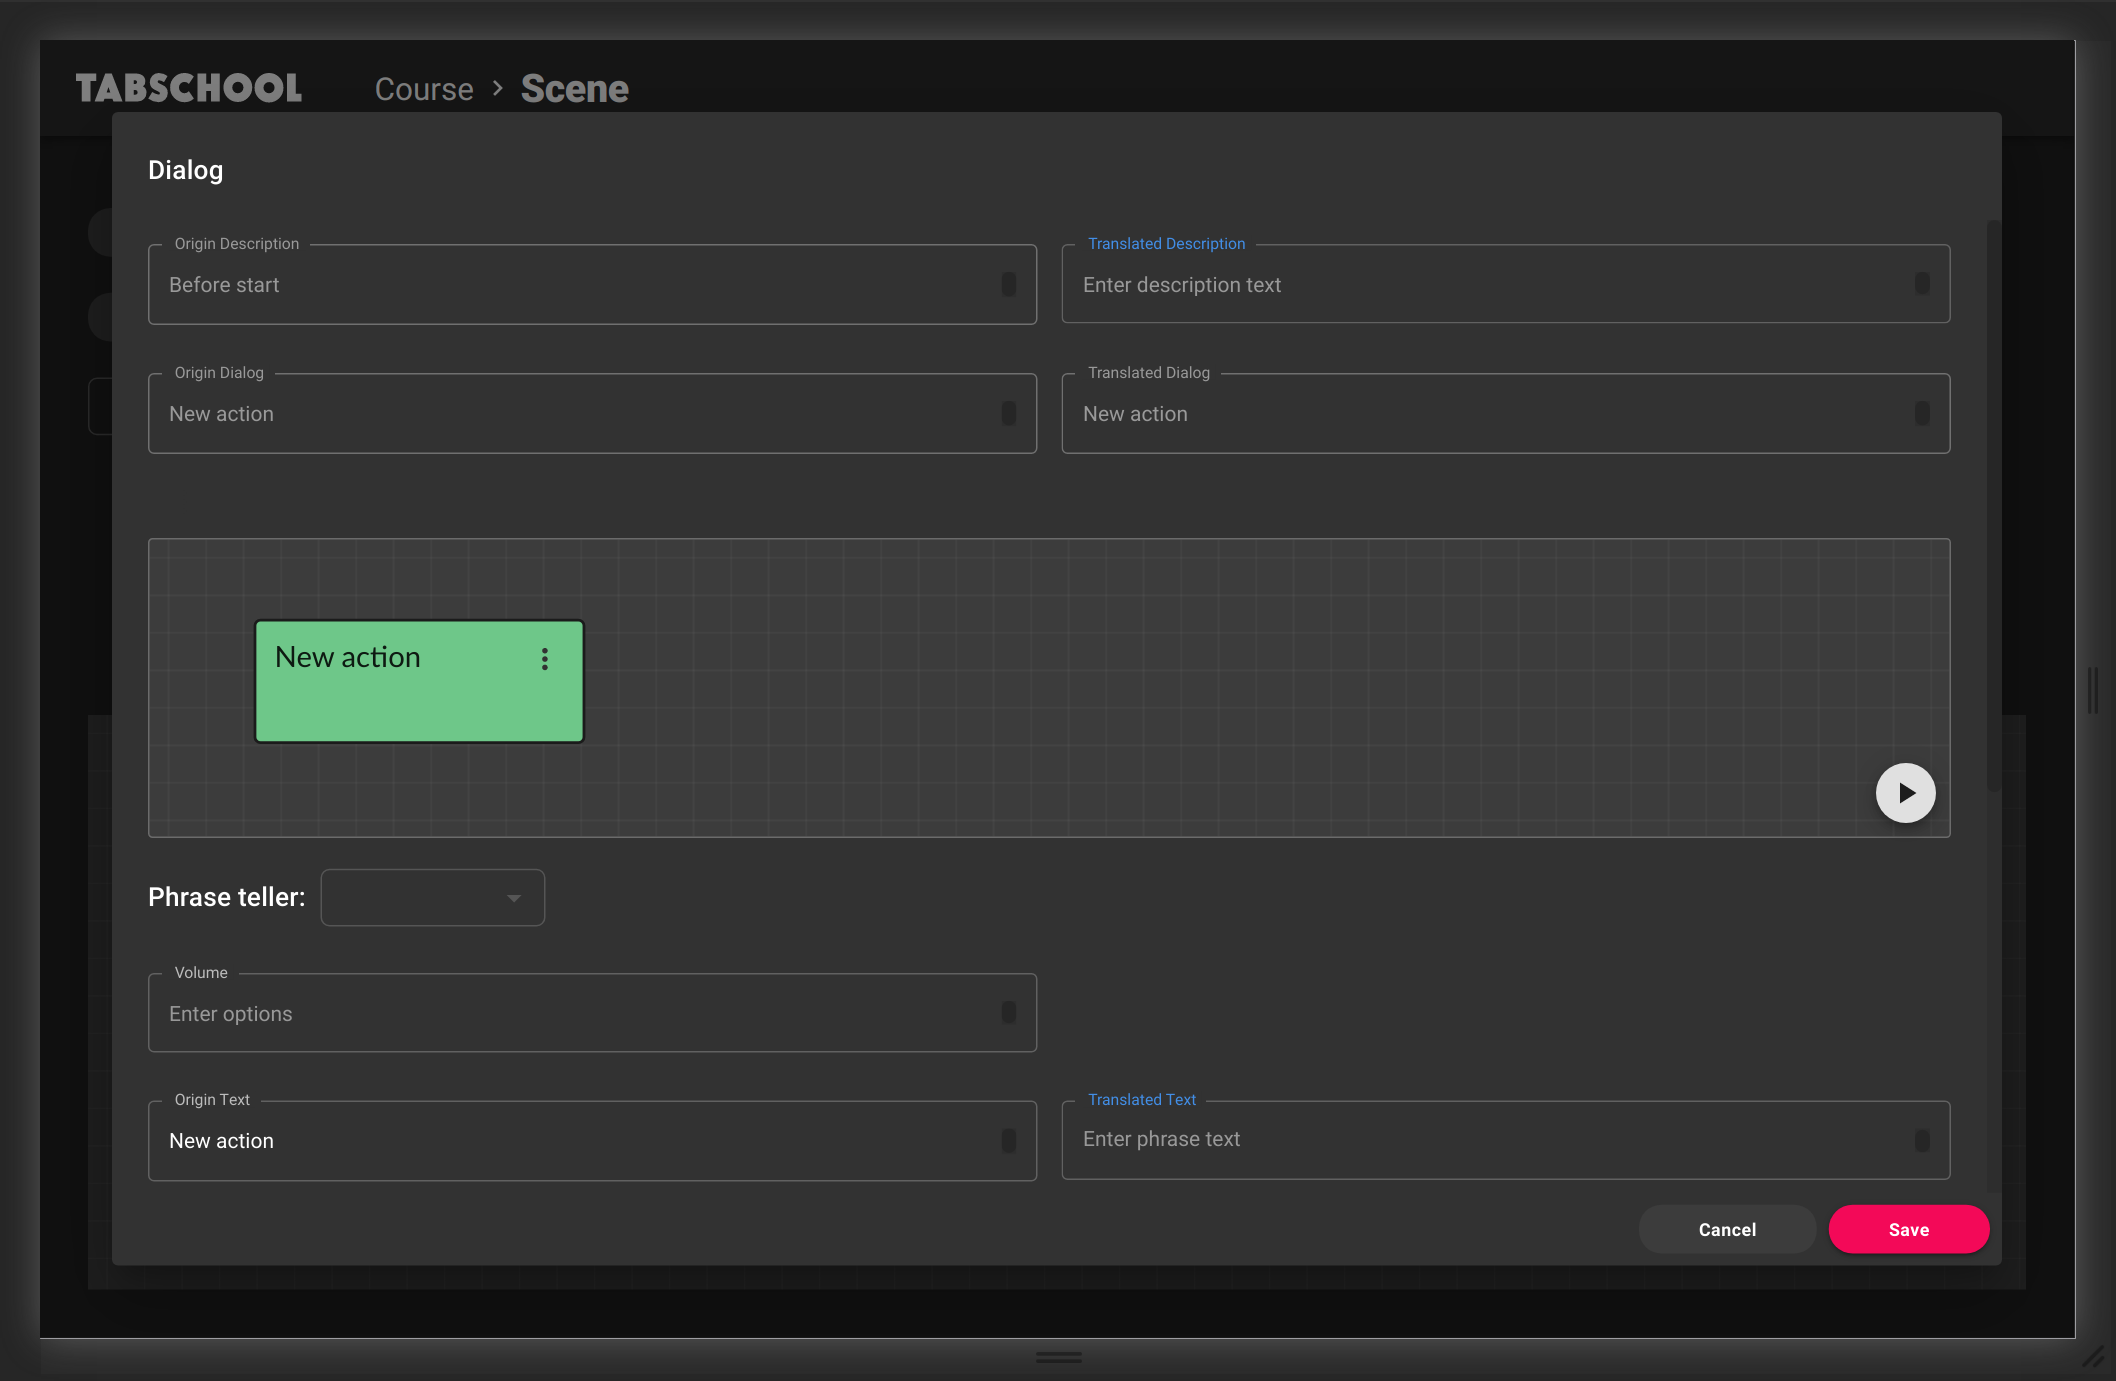 TABSCHOOL
Course > Scene
Dialog
Origin Description
Before start
Translated Description
Enter description text
Origin Dialog
New action
Translated Dialog
New action
New action
Phrase teller:
Volume
Enter options
Origin Text
New action
Translated Text
Enter phrase text
Cancel
Save